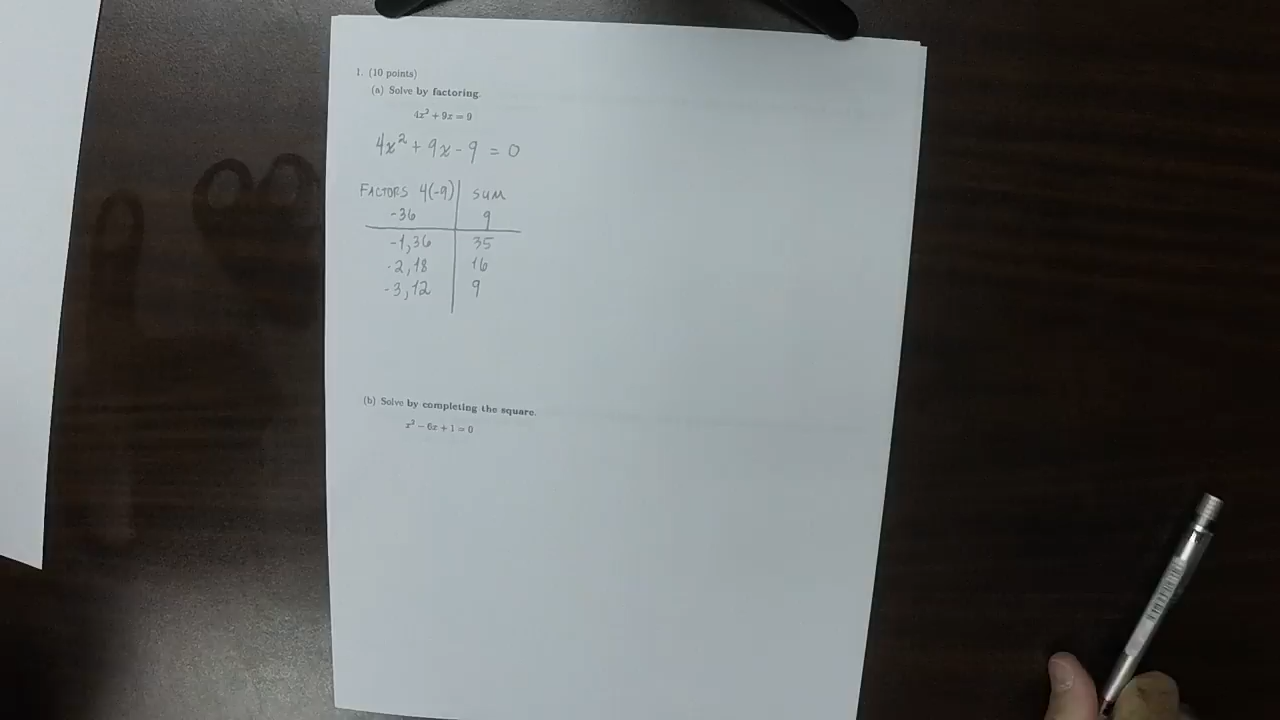 1. (10 points)
(a) Solve by factoring.
4x² + 9x = 9
4x² + 9x - 9 = 0
FACTORS 4(-9) | SUM
-36 | 9
-1, 36 | 35
-2, 18 | 16
-3, 12 | 9
(b) Solve by completing the square.
x² − 6x + 1 = 0